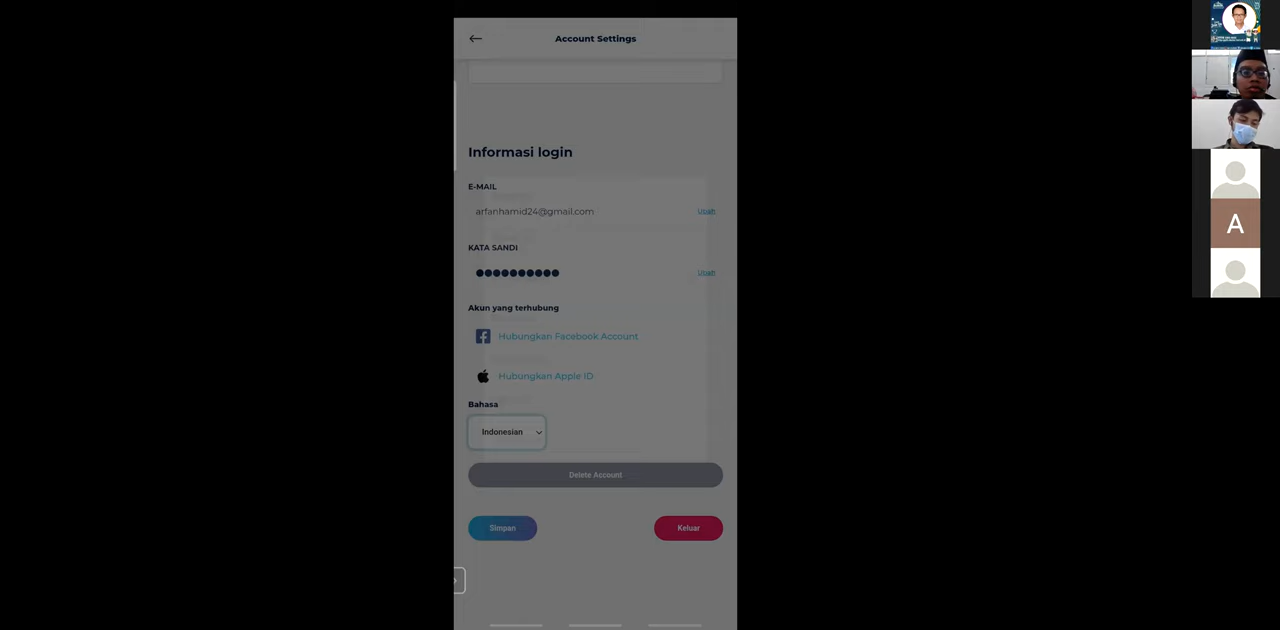 Account Settings
Informasi login
E-MAIL
arfanharnid24@gmail.com
Ubah
KATA SANDI
●●●●●●●●●●
Ubah
Akun yang terhubung
Hubungkan Facebook Account
Hubungkan Apple ID
Bahasa
Indonesian
Delete Account
Simpan
Keluar
A